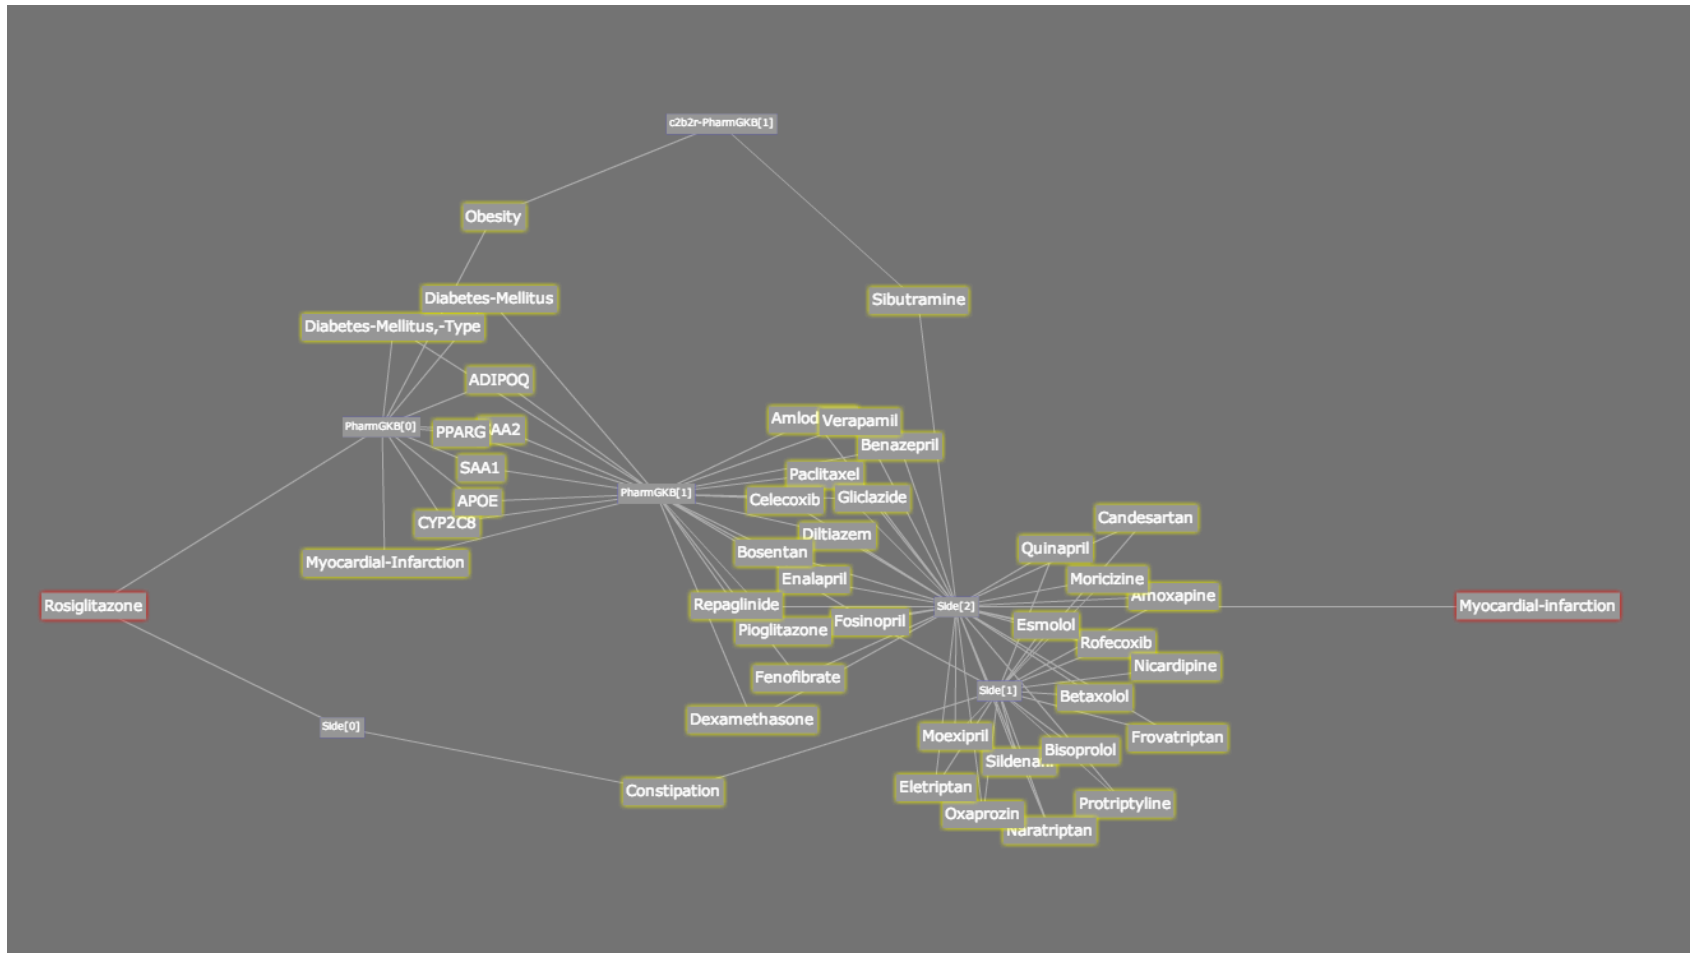 c2b2r-PharmGKB[1]
Obesity
Diabetes-Mellitus
Sibutramine
Diabetes-Mellitus,-Type
ADIPOQ
PharmGKB[0]
PPARG
AA2
Amlod
Verapamil
Benazepril
SAA1
Paclitaxel
PharmGKB[1]
Celecoxib
Gliclazide
APOE
CYP2C8
Candesartan
Diltiazem
Bosentan
Quinapril
Myocardial-Infarction
Enalapril
Moricizine
Amoxapine
Rosiglitazone
Repaglinide
Side[2]
Myocardial-infarction
Fosinopril
Esmolol
Pioglitazone
Rofecoxib
Nicardipine
Fenofibrate
Side[1]
Betaxolol
Dexamethasone
Side[0]
Moexipril
Frovatriptan
Bisoprolol
Sildena...
Eletriptan
Constipation
Protriptyline
Oxaprozin
Naratriptan